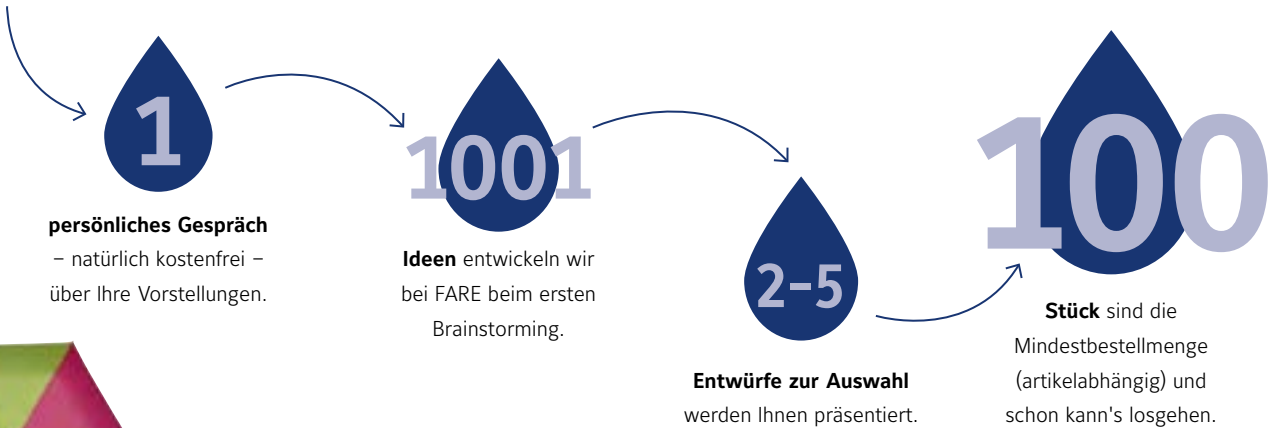 1
persönliches Gespräch
– natürlich kostenfrei –
über Ihre Vorstellungen.
1001
Ideen entwickeln wir
bei FARE beim ersten
Brainstorming.
2–5
Entwürfe zur Auswahl
werden Ihnen präsentiert.
100
Stück sind die
Mindestbestellmenge
(artikelabhängig) und
schon kann's losgehen.